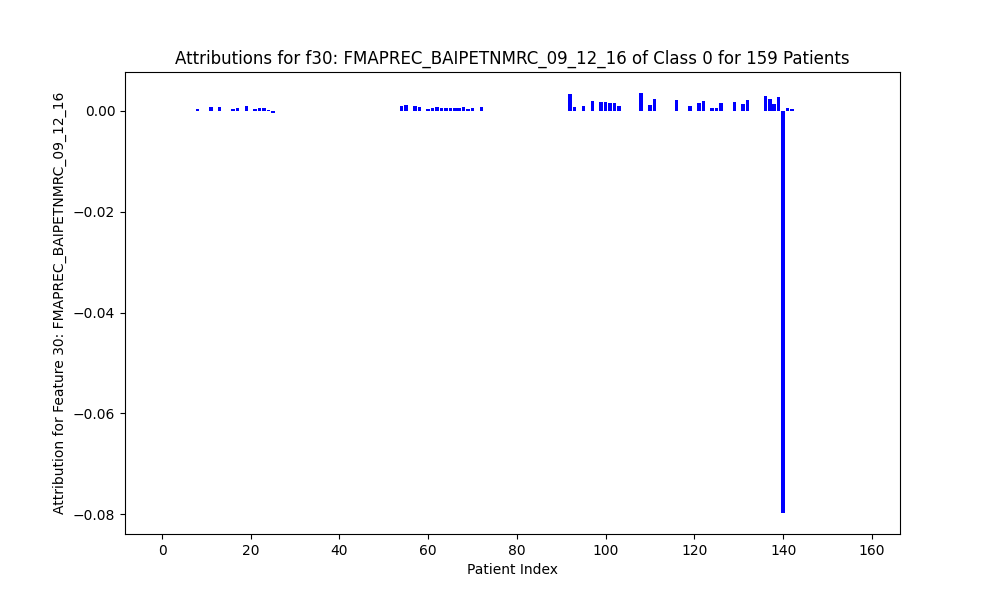 Attributions for f30: FMAPREC_BAIPETNMRC_09_12_16 of Class 0 for 159 Patients
Attribution for Feature 30: FMAPREC_BAIPETNMRC_09_12_16
0.00
−0.02
−0.04
−0.06
−0.08
0 20 40 60 80 100 120 140 160
Patient Index